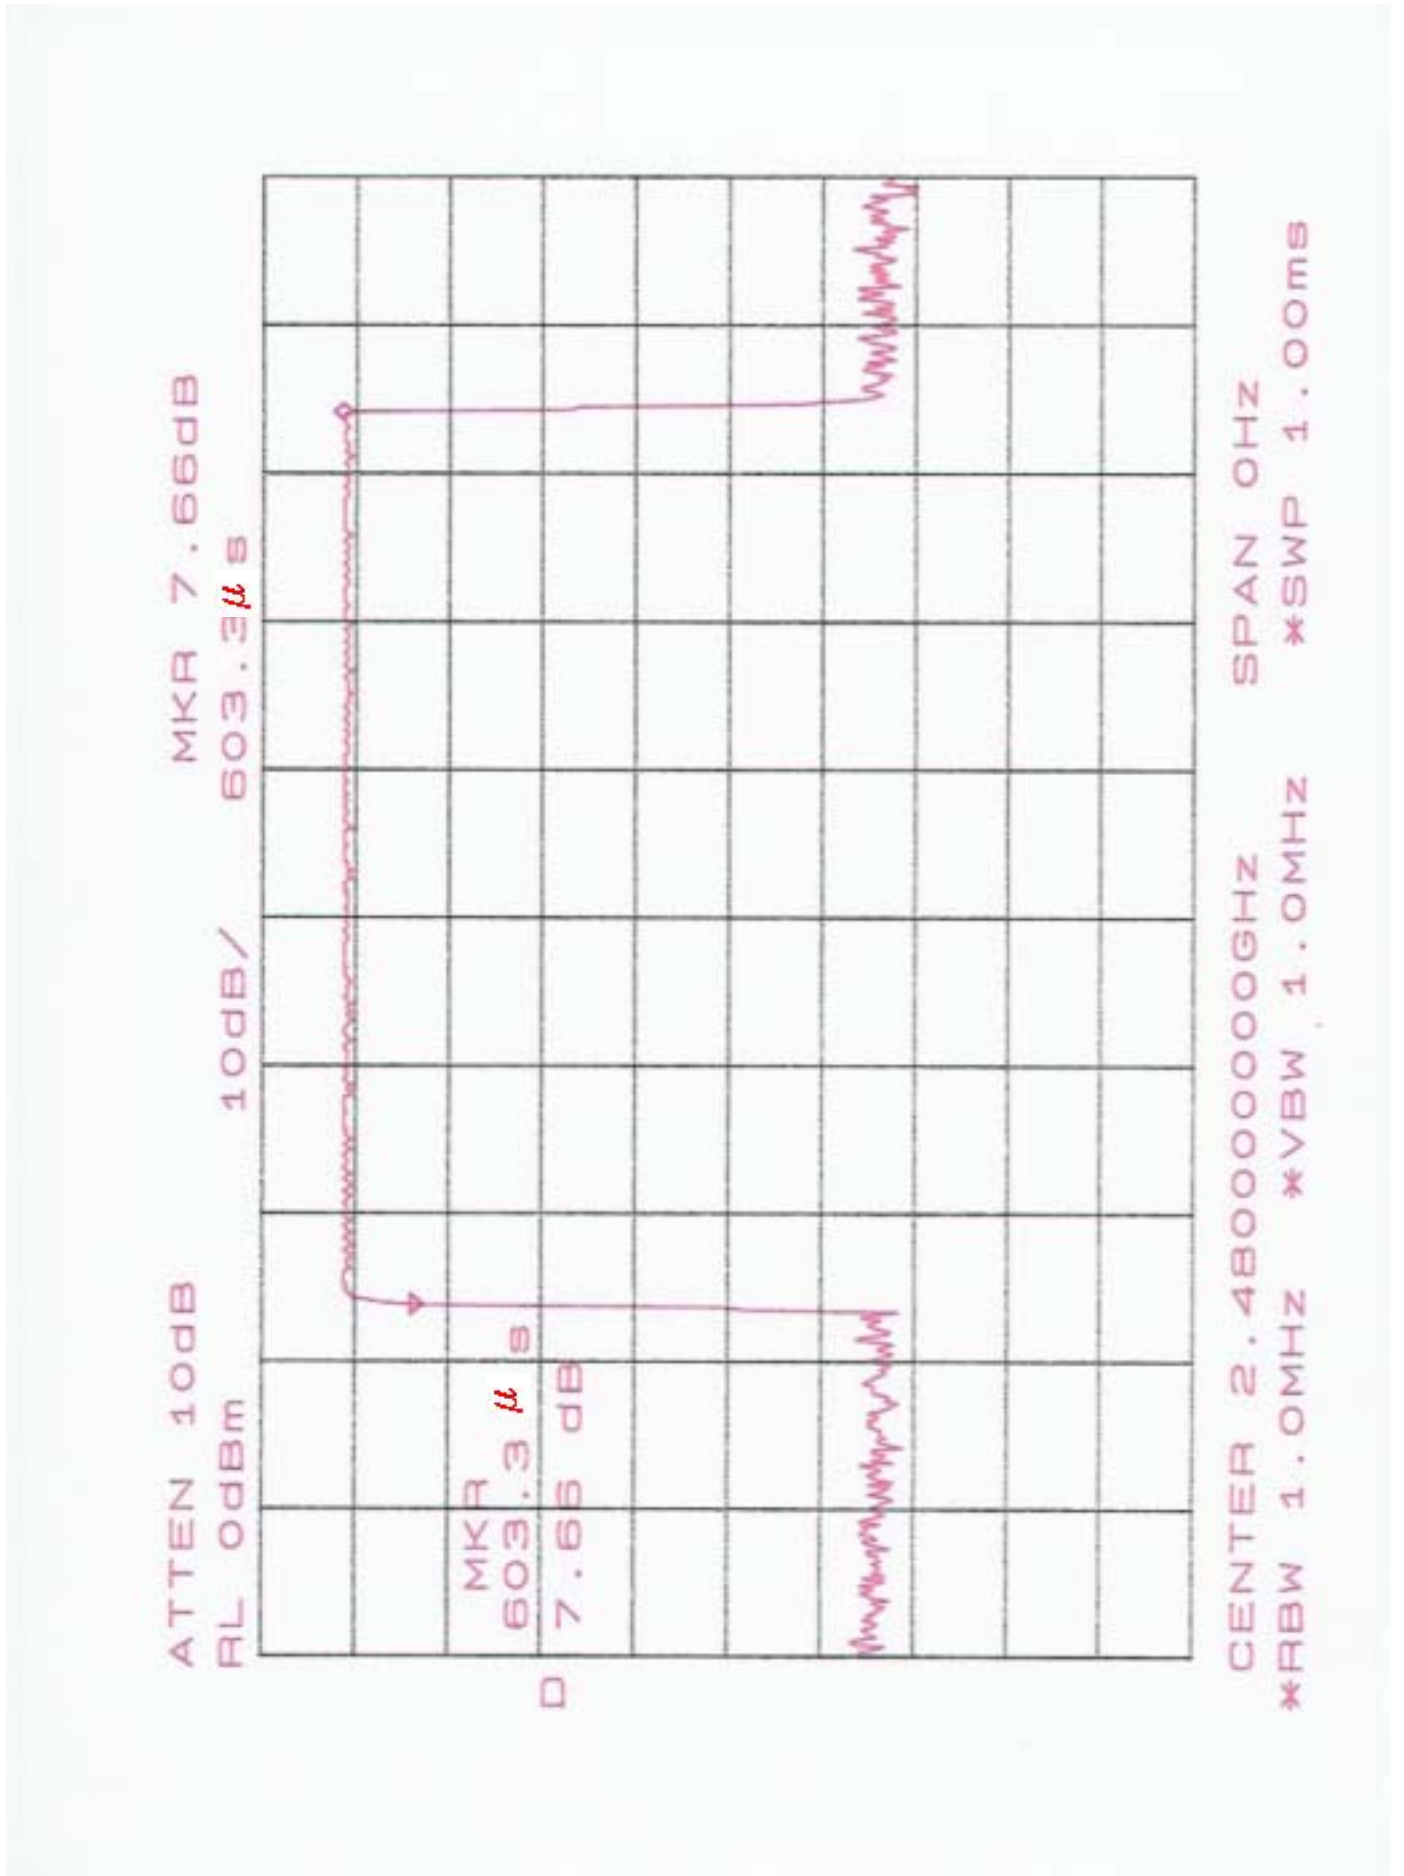 ATTEN 10dB MKR 7.66dB
RL 0dBm 10dB/ 603.3μs
MKR
603.3 μ s
D
7.66 dB
CENTER 2.480000000GHz SPAN 0Hz
*RBW 1.0MHz *VBW 1.0MHz *SWP 1.00ms